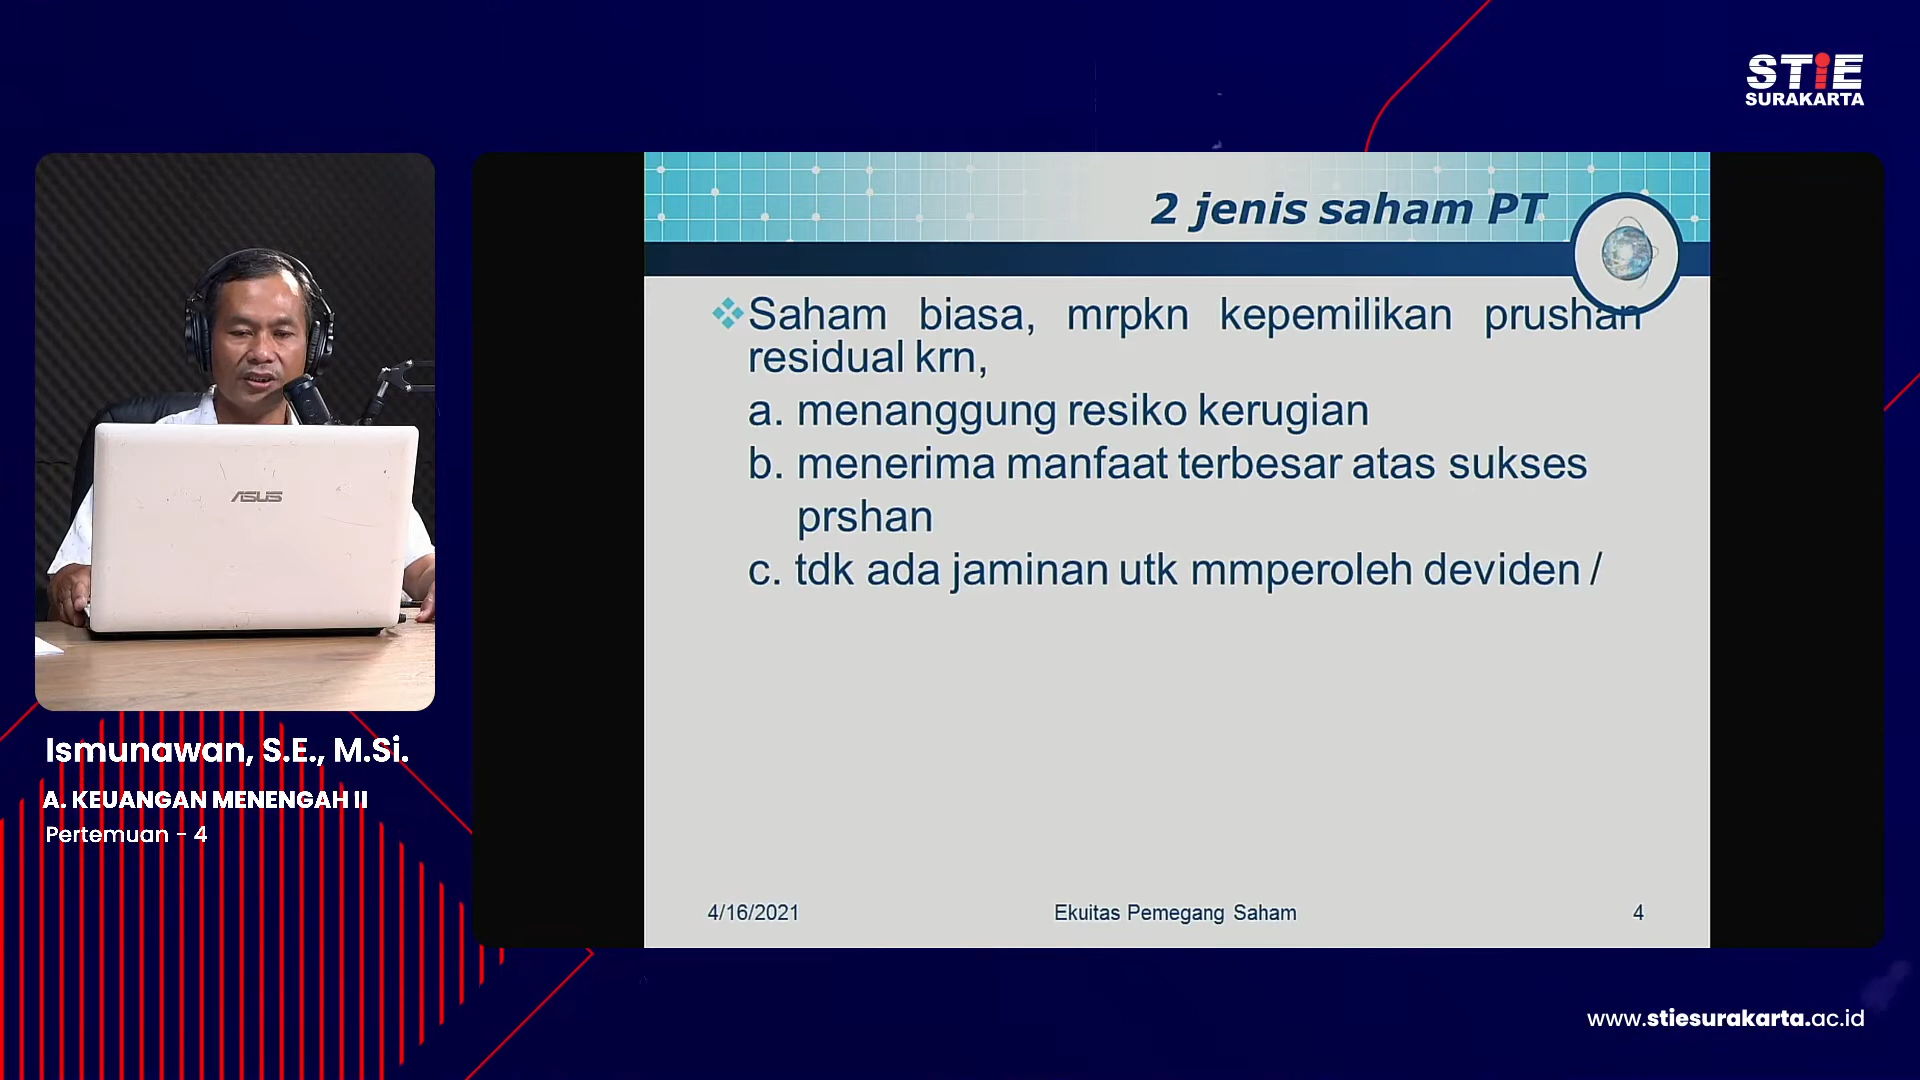 STiE
SURAKARTA
2 jenis saham PT
Saham biasa, mrpkn kepemilikan prushan
residual krn,
a. menanggung resiko kerugian
b. menerima manfaat terbesar atas sukses
prshan
c. tdk ada jaminan utk mmperoleh deviden /
4/16/2021
Ekuitas Pemegang Saham
4
ASUS
Ismunawan, S.E., M.Si.
A. KEUANGAN MENENGAH II
Pertemuan - 4
www.stiesurakarta.ac.id